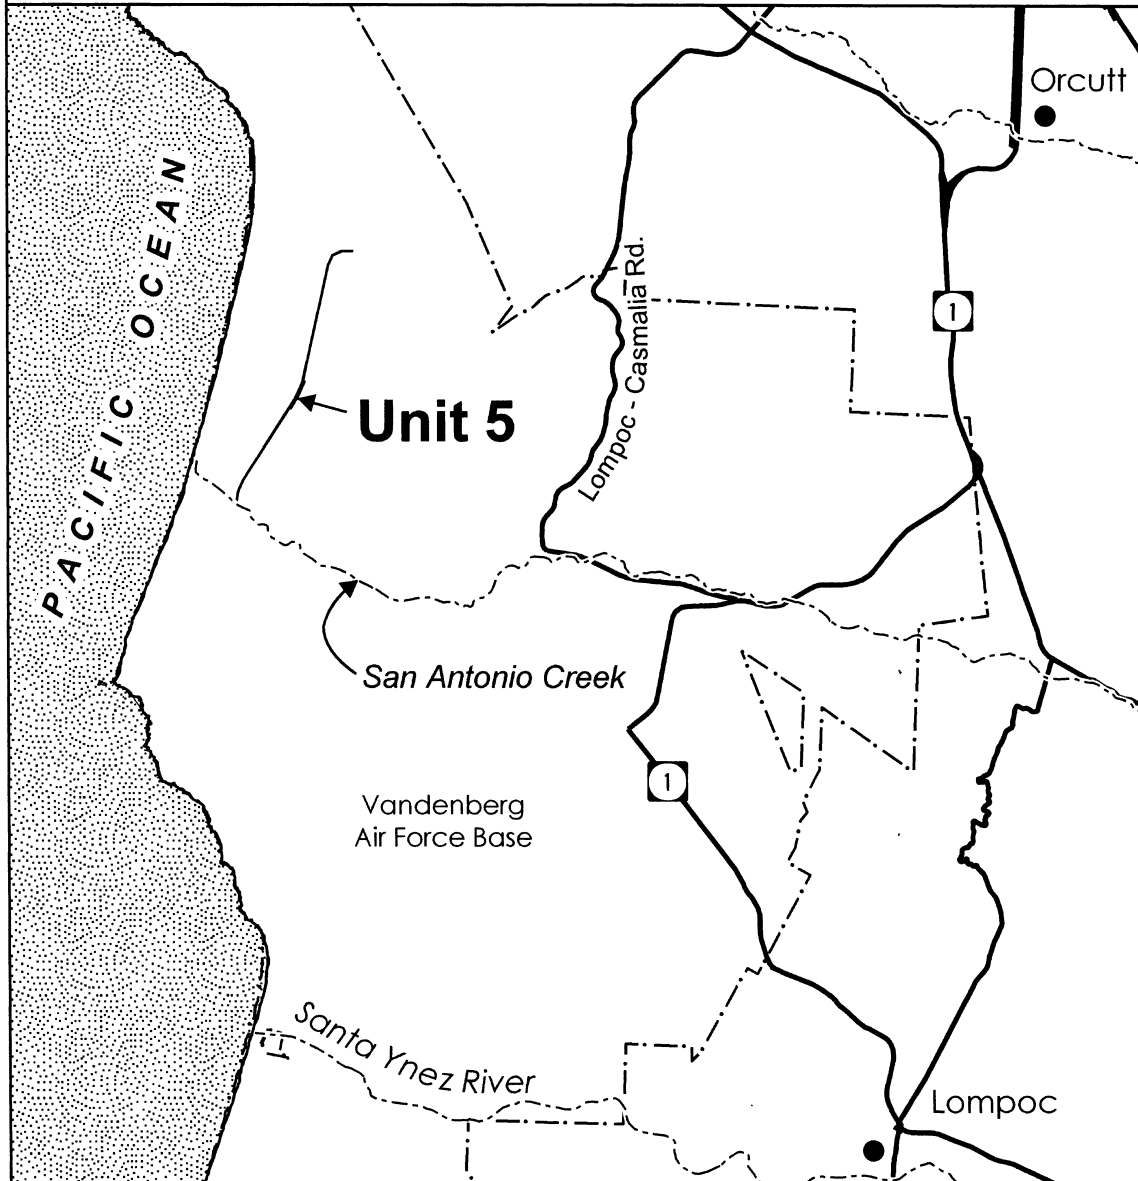 Orcutt
PACIFIC OCEAN
Lompoc - Casmalia Rd.
1
Unit 5
San Antonio Creek
1
Vandenberg
Air Force Base
Santa Ynez River
Lompoc